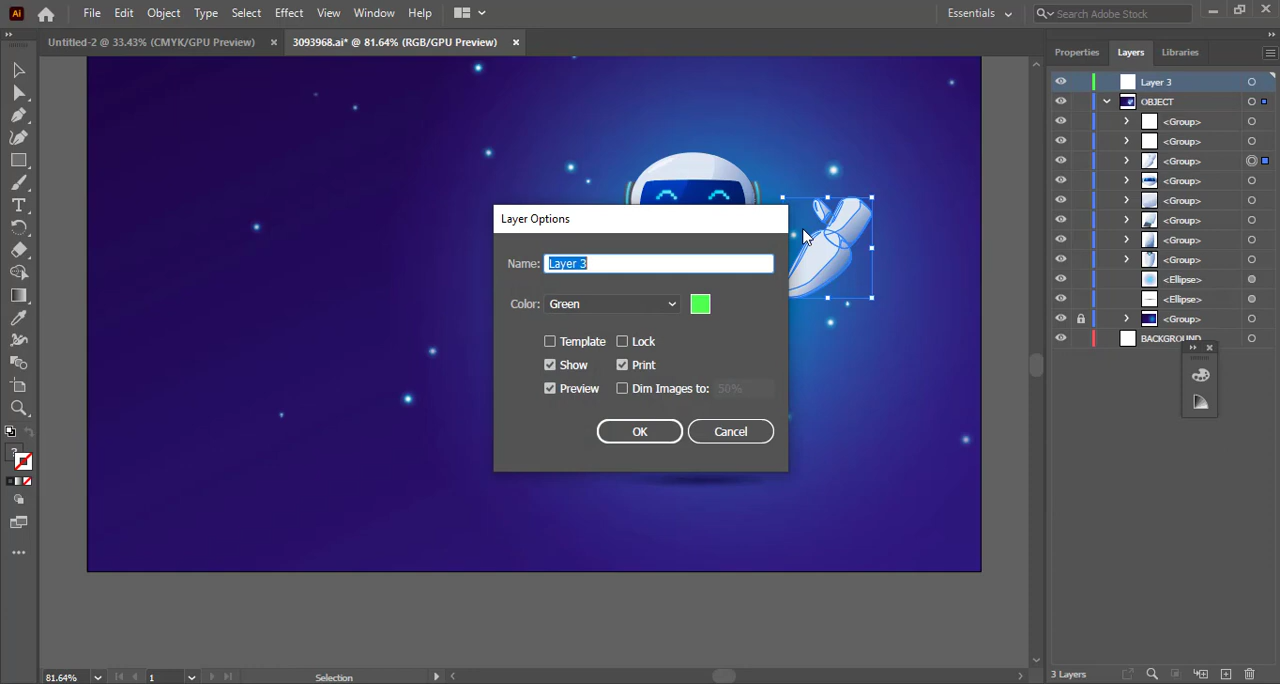 Ai File Edit Object Type Select Effect View Window Help Essentials Search Adobe Stock
Untitled-2 @ 33.43% (CMYK/GPU Preview) 3093968.ai* @ 81.64% (RGB/GPU Preview)
Properties Layers Libraries
Layer 3
OBJECT
<Group>
<Group>
<Group>
<Group>
<Group>
<Group>
<Group>
<Group>
<Ellipse>
<Ellipse>
<Group>
BACKGROUND
Layer Options
Name: Layer 3
Color: Green
Template Lock
Show Print
Preview Dim Images to: 50%
OK Cancel
81.64% 1 Selection 3 Layers